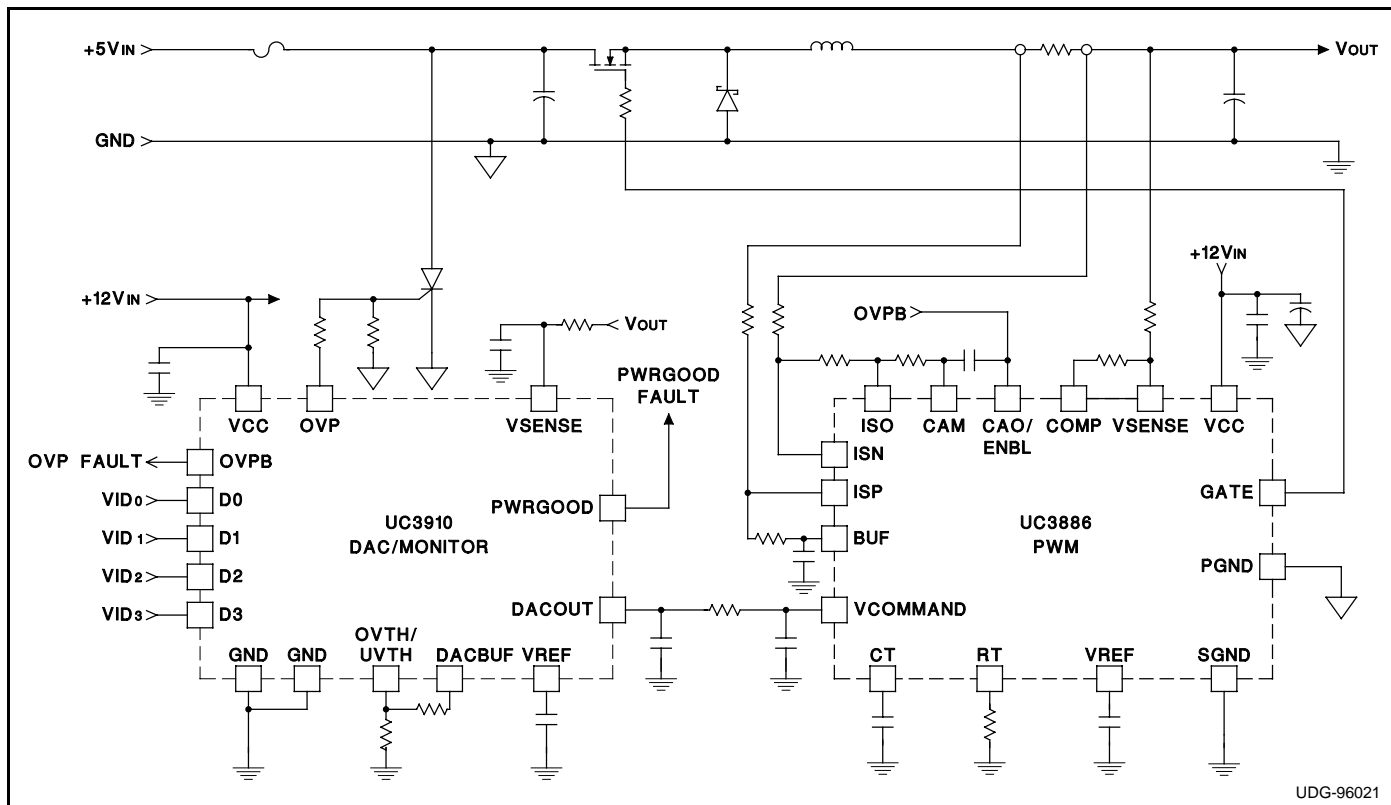 +5VIN
VOUT
GND
+12VIN
+12VIN
VOUT
OVPB
PWRGOOD
FAULT
VCC
OVP
VSENSE
ISO
CAM
CAO/
ENBL
COMP
VSENSE
VCC
OVP FAULT
OVPB
ISN
VID0
D0
PWRGOOD
ISP
GATE
UC3910
DAC/MONITOR
UC3886
PWM
VID1
D1
BUF
PGND
VID2
D2
VID3
D3
DACOUT
VCOMMAND
GND
GND
OVTH/
UVTH
DACBUF
VREF
CT
RT
VREF
SGND
UDG-96021